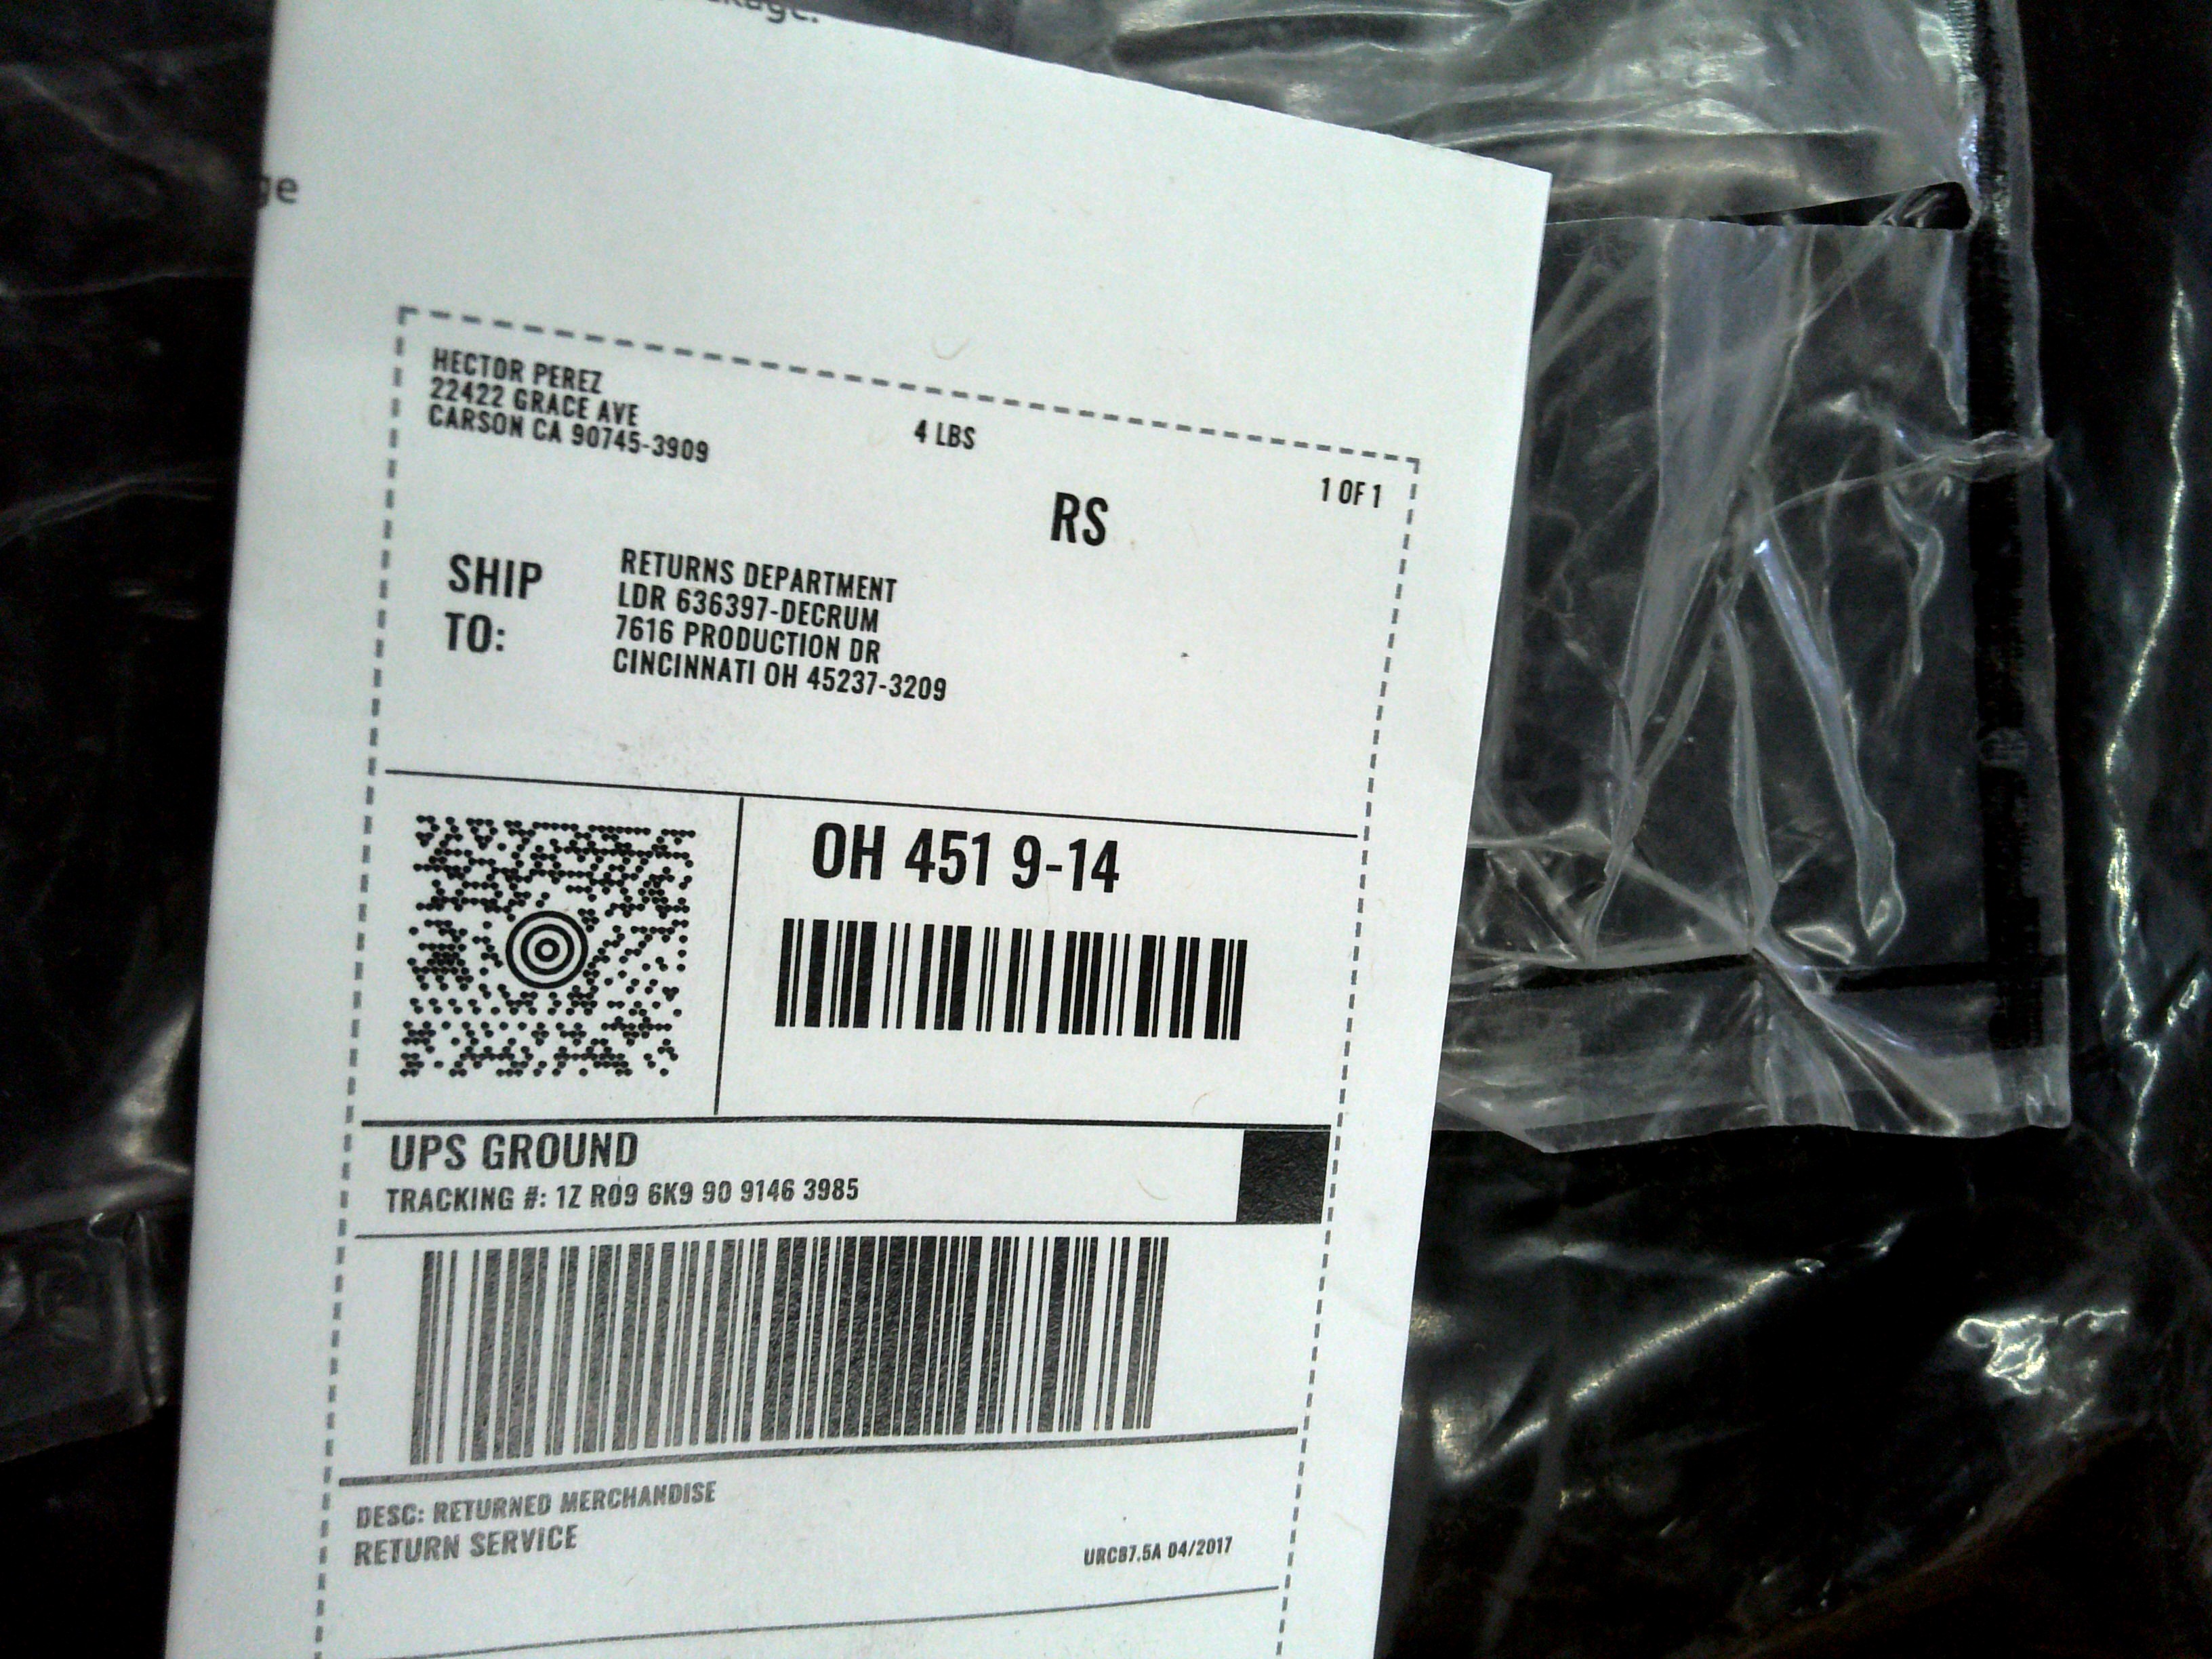 ge
HECTOR PEREZ
22422 GRACE AVE
CARSON CA 90745-3909
4 LBS
1 OF 1
RS
SHIP
TO:
RETURNS DEPARTMENT
LDR 636397-DECRUM
7616 PRODUCTION DR
CINCINNATI OH 45237-3209
OH 451 9-14
UPS GROUND
TRACKING #: 1Z R09 6K9 90 9146 3985
DESC: RETURNED MERCHANDISE
RETURN SERVICE
URC87.5A 04/2017